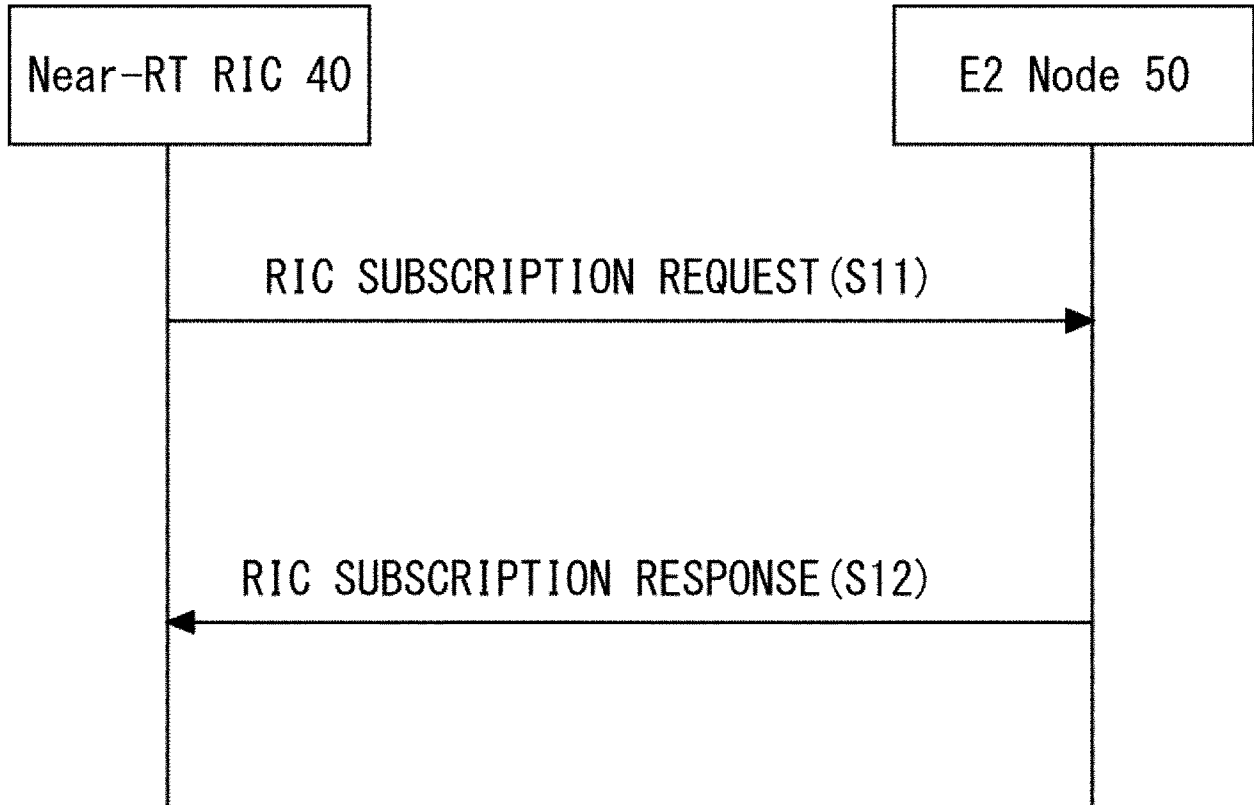 Near-RT RIC 40
E2 Node 50
RIC SUBSCRIPTION REQUEST(S11)
RIC SUBSCRIPTION RESPONSE(S12)